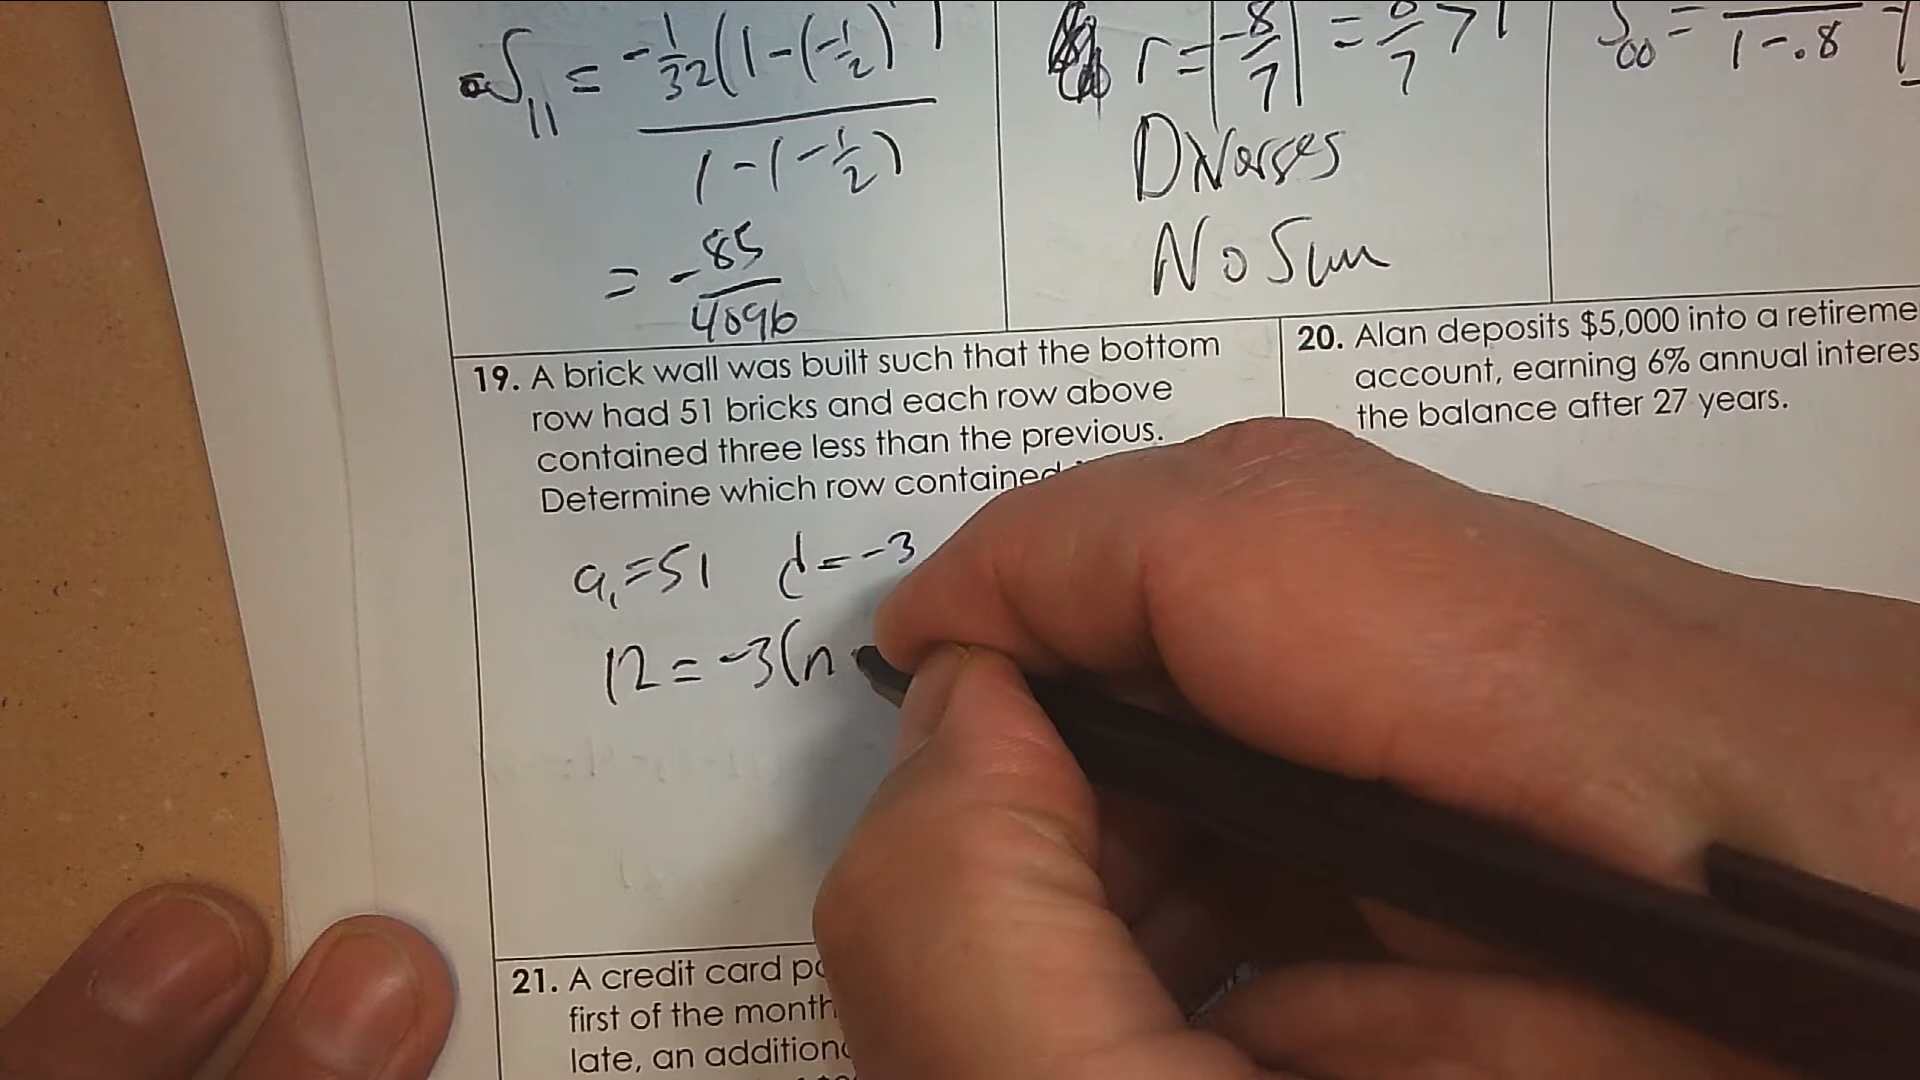 S₁₁ = -1/32(1-(-1/2)
1-(-1/2)
= -85/4096
r = |-8/7| = 8/7 > 1
Diverges
No Sum
S∞ =
1-.8
19. A brick wall was built such that the bottom
row had 51 bricks and each row above
contained three less than the previous.
Determine which row contained
a₁=51 d=-3
12=-3(n
20. Alan deposits $5,000 into a retireme
account, earning 6% annual interes
the balance after 27 years.
21. A credit card
first of the month
late, an addition